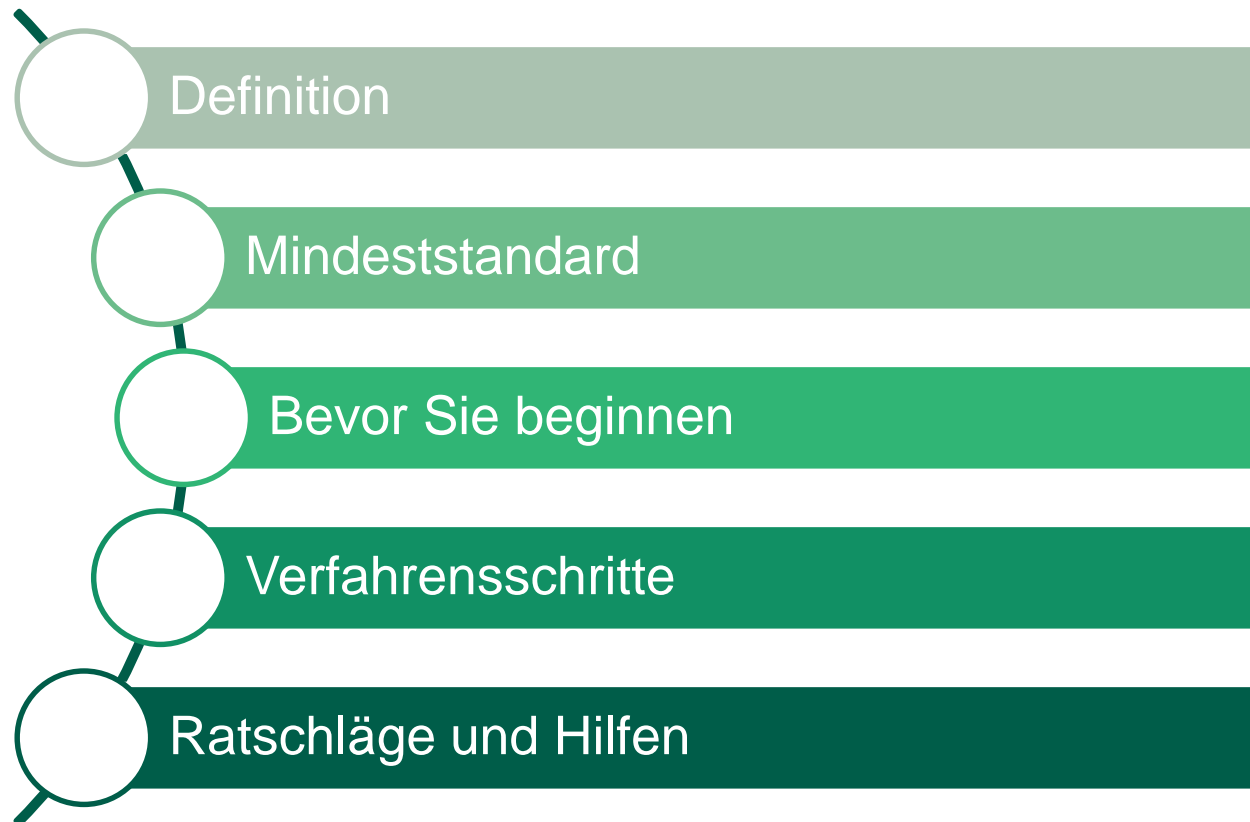 Definition
Mindeststandard
Bevor Sie beginnen
Verfahrensschritte
Ratschläge und Hilfen